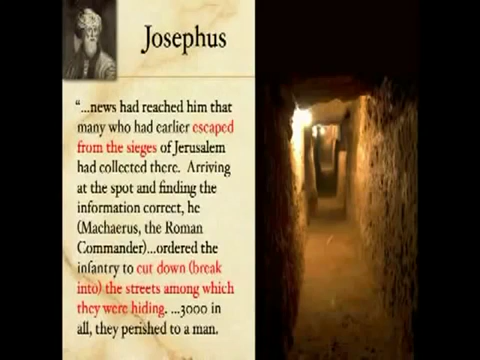 Josephus
“...news had reached him that
many who had earlier escaped
from the sieges of Jerusalem
had collected there. Arriving
at the spot and finding the
information correct, he
(Machaerus, the Roman
Commander)...ordered the
infantry to cut down (break
into) the streets among which
they were hiding. ...3000 in
all, they perished to a man.